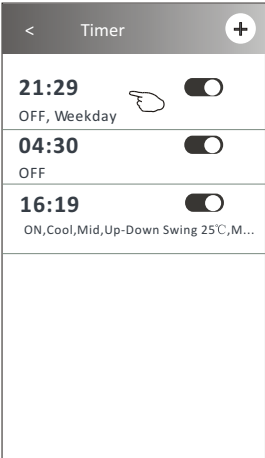 < Timer +
21:29
OFF, Weekday
04:30
OFF
16:19
ON,Cool,Mid,Up-Down Swing 25℃,M...